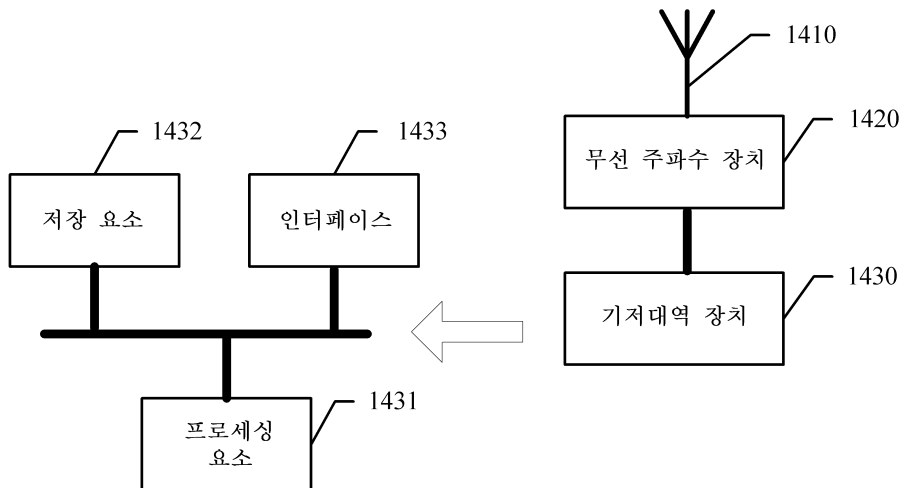 1410
1432
1433
1420
무선 주파수 장치
저장 요소
인터페이스
1430
기저대역 장치
1431
프로세싱
요소